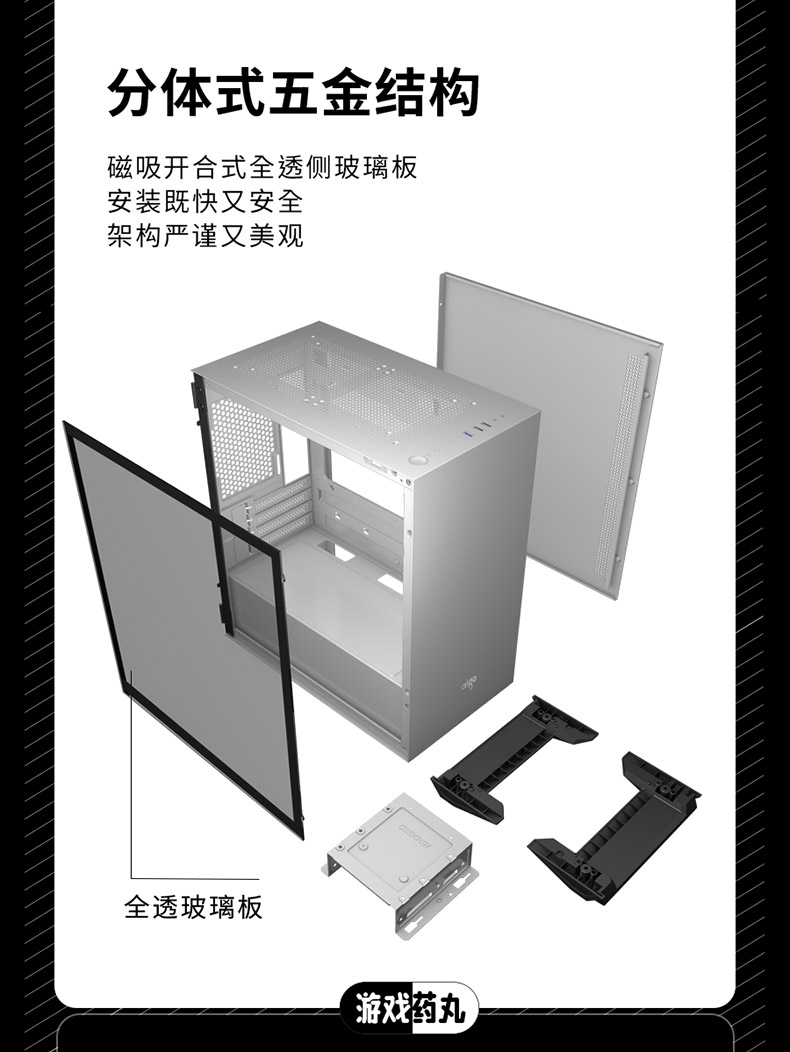 分体式五金结构
磁吸开合式全透侧玻璃板
安装既快又安全
架构严谨又美观
aigo
全透玻璃板
游戏药丸